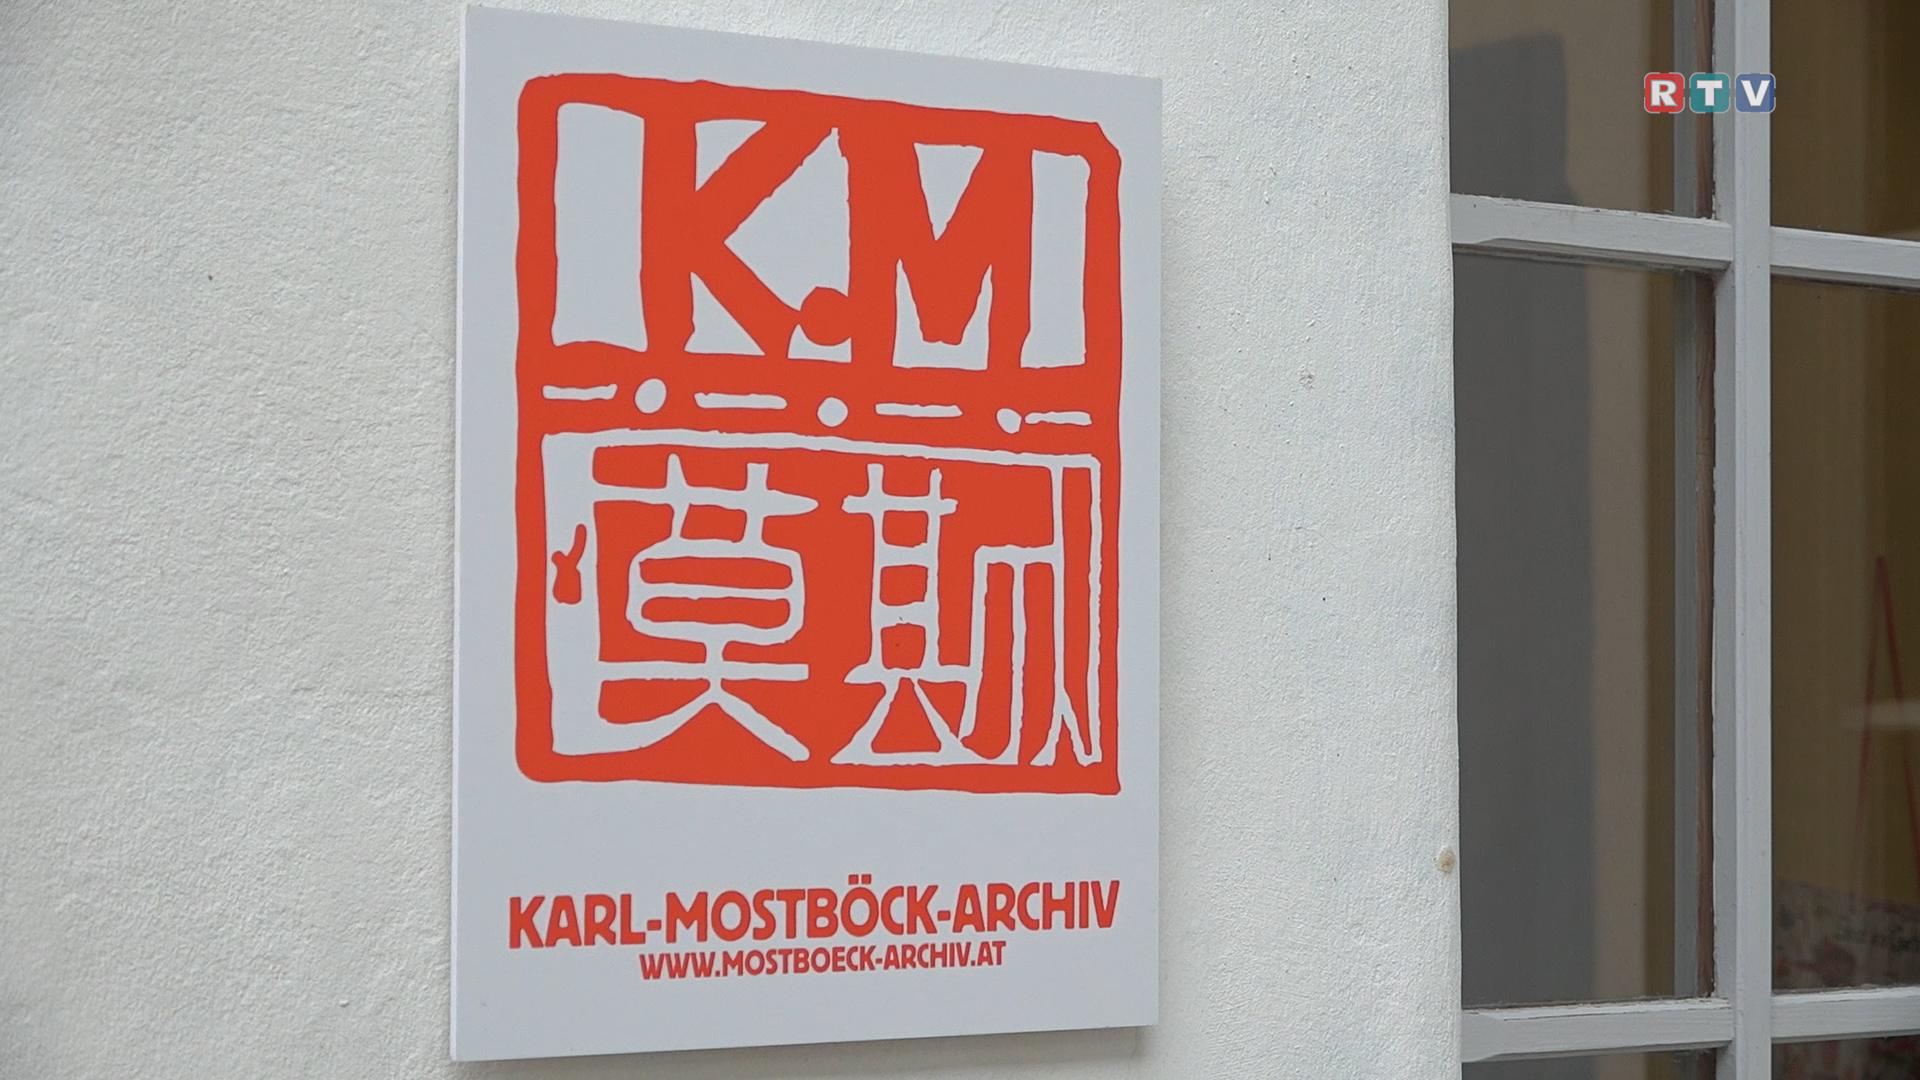 RTV
K.M
莫斯
KARL-MOSTBÖCK-ARCHIV
WWW.MOSTBOECK-ARCHIV.AT